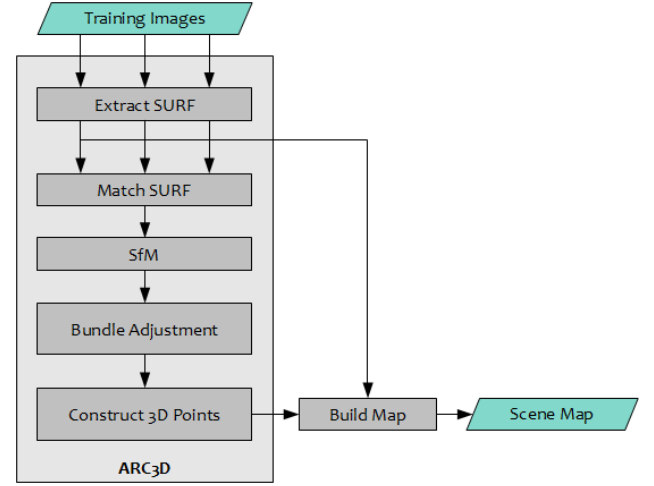 Training Images
Extract SURF
Match SURF
SfM
Bundle Adjustment
Construct 3D Points
Build Map
Scene Map
ARC3D